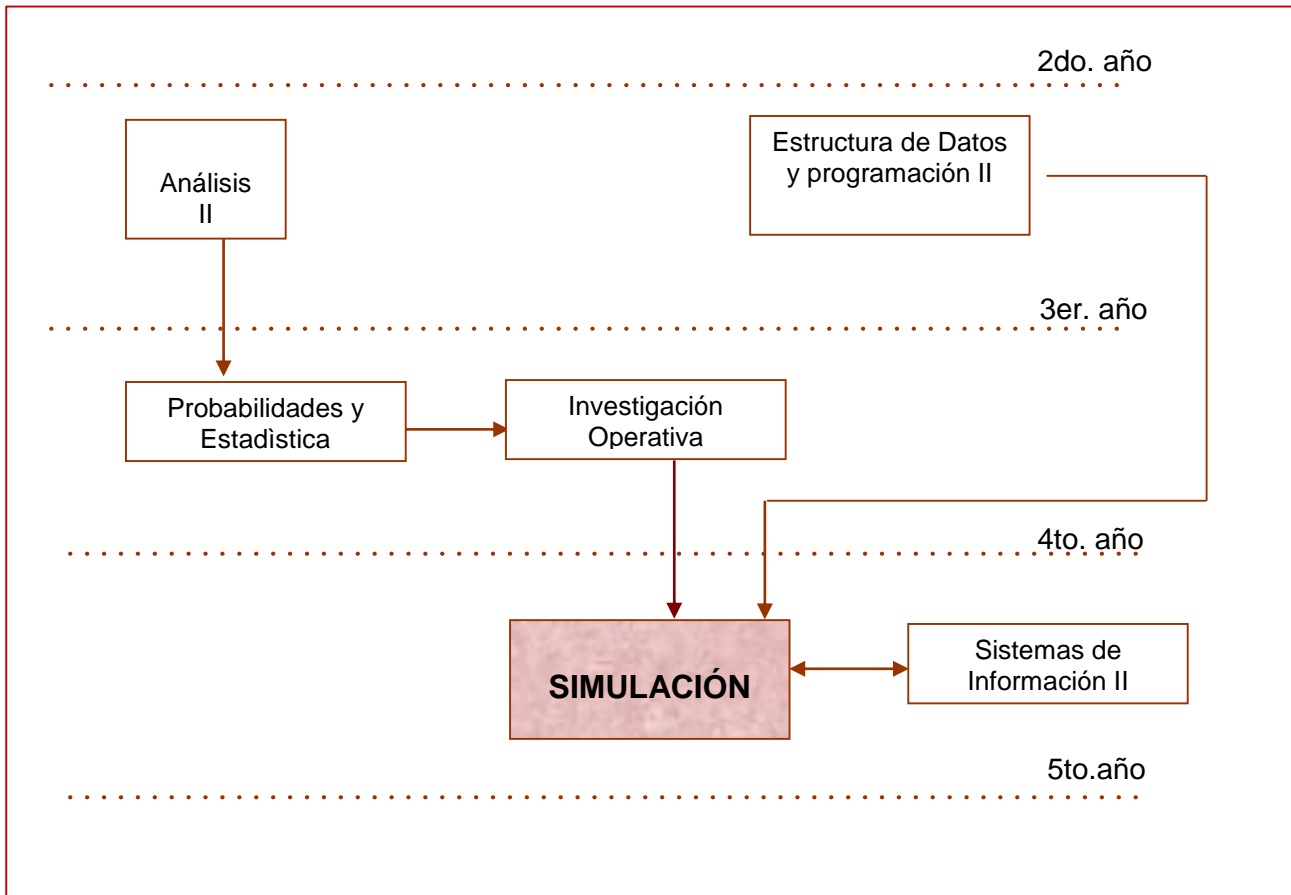 2do. año
Análisis
II
Estructura de Datos
y programación II
3er. año
Probabilidades y
Estadìstica
Investigación
Operativa
4to. año
SIMULACIÓN
Sistemas de
Información II
5to.año